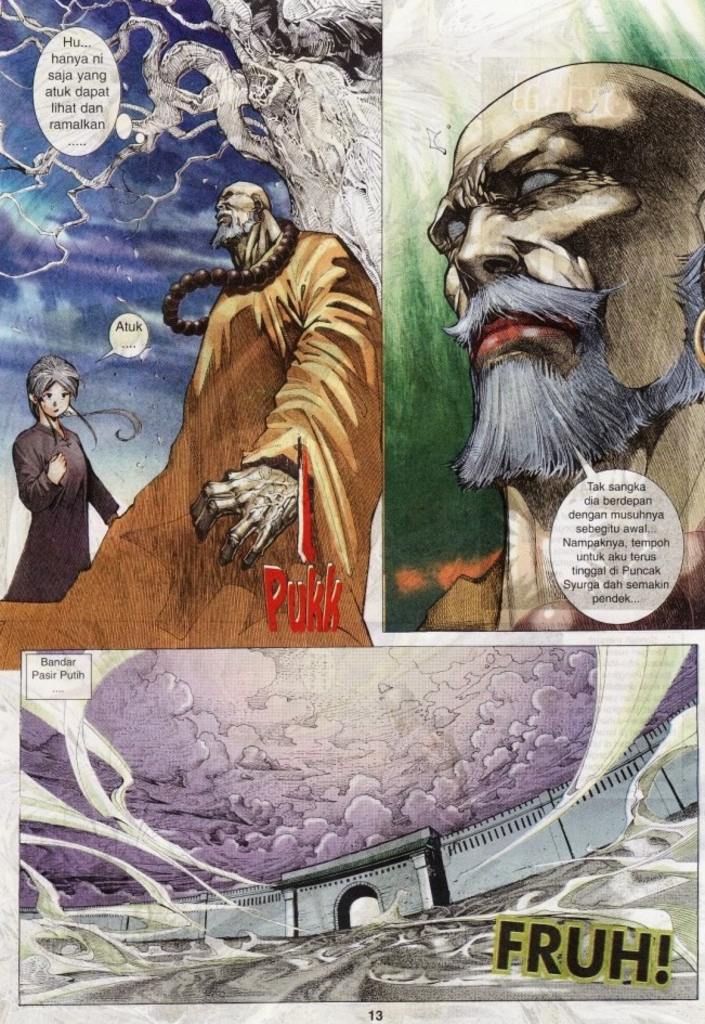 Hu...
hanya ni
saja yang
atuk dapat
lihat dan
ramalkan
.....
Atuk
....
Pukk
Tak sangka
dia berdepan
dengan musuhnya
sebegitu awal...
Nampaknya, tempoh
untuk aku terus
tinggal di Puncak
Syurga dah semakin
pendek...
Bandar
Pasir Putih
....
FRUH!
13